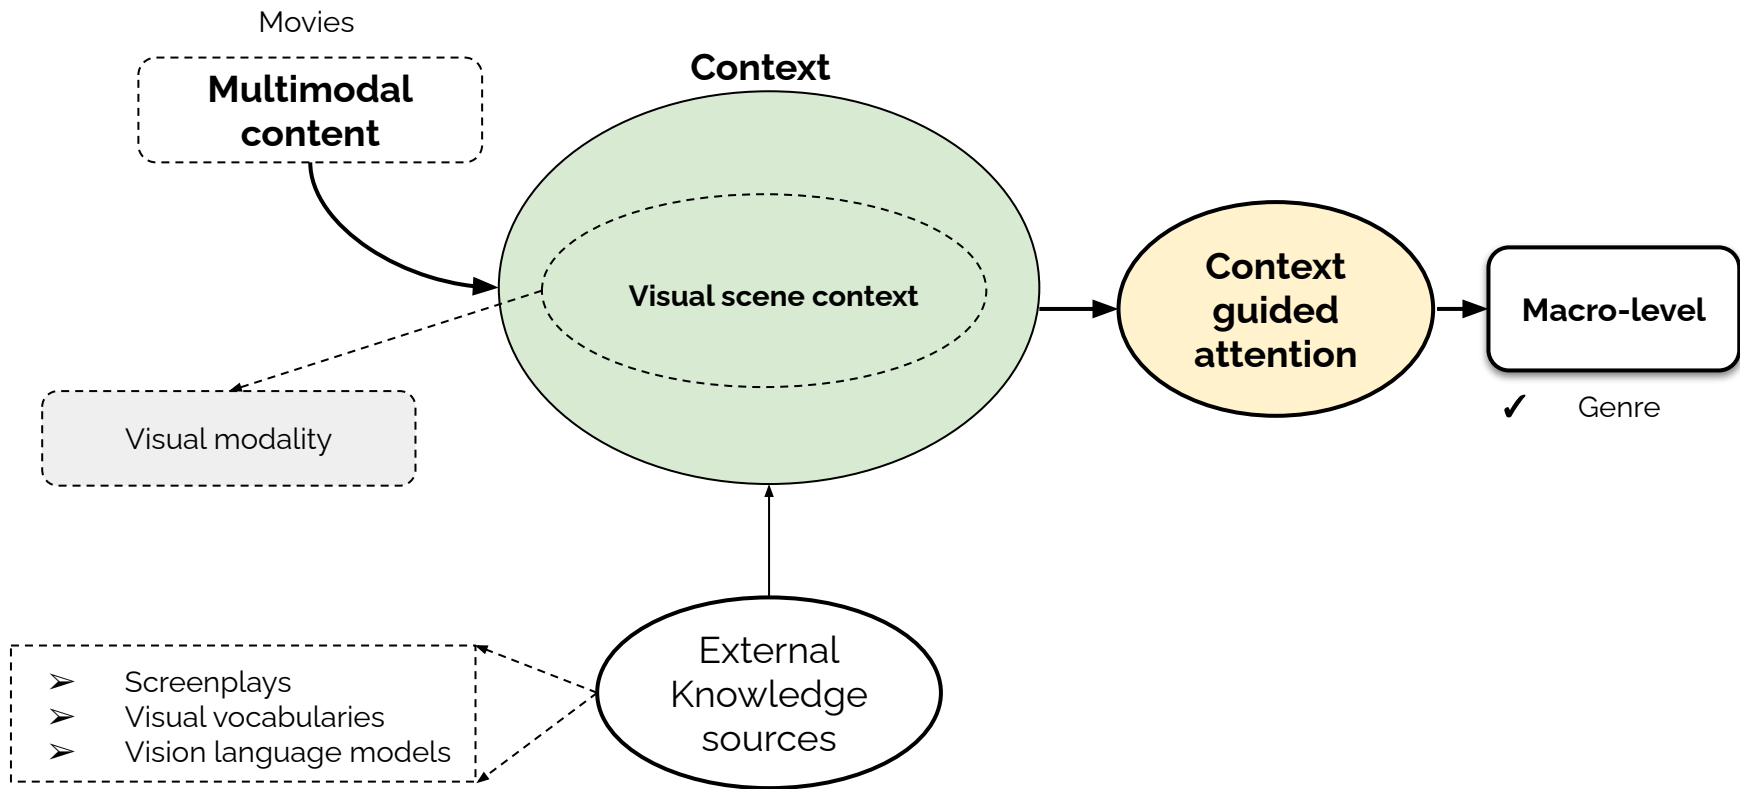 Movies
Multimodal
content
Context
Visual scene context
Visual modality
Context
guided
attention
Macro-level
✓ Genre
External
Knowledge
sources
➢ Screenplays
➢ Visual vocabularies
➢ Vision language models